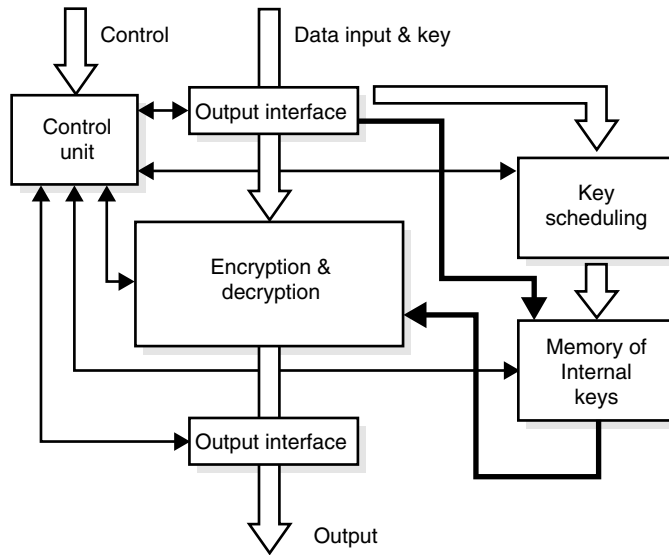 Control
Data input & key
Output interface
Control
unit
Key
scheduling
Encryption &
decryption
Memory of
Internal
keys
Output interface
Output